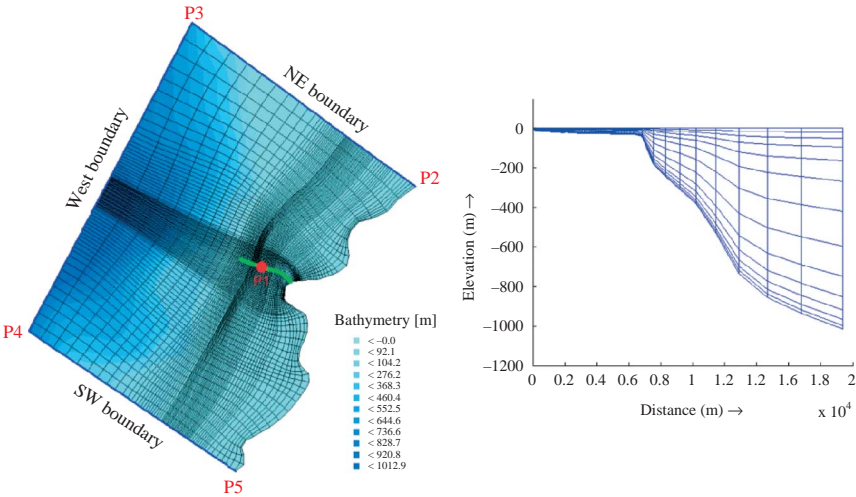 P3
NE boundary
West boundary
P2
P1
P4
SW boundary
P5
Bathymetry [m]
< –0.0
< 92.1
< 104.2
< 276.2
< 368.3
< 460.4
< 552.5
< 644.6
< 736.6
< 828.7
< 920.8
< 1012.9
Elevation (m) →
0
–200
–400
–600
–800
–1000
–1200
0 0.2 0.4 0.6 0.8 1.0 1.2 1.4 1.6 1.8 2.0
Distance (m) →
x 10⁴